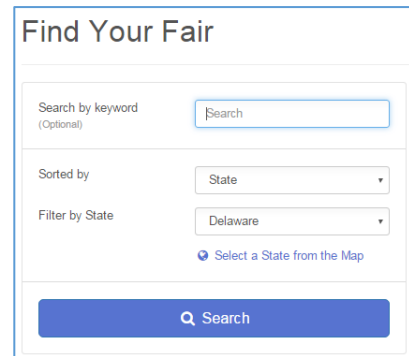 Find Your Fair
Search by keyword
(Optional)
Search
Sorted by
State
Filter by State
Delaware
Select a State from the Map
Search